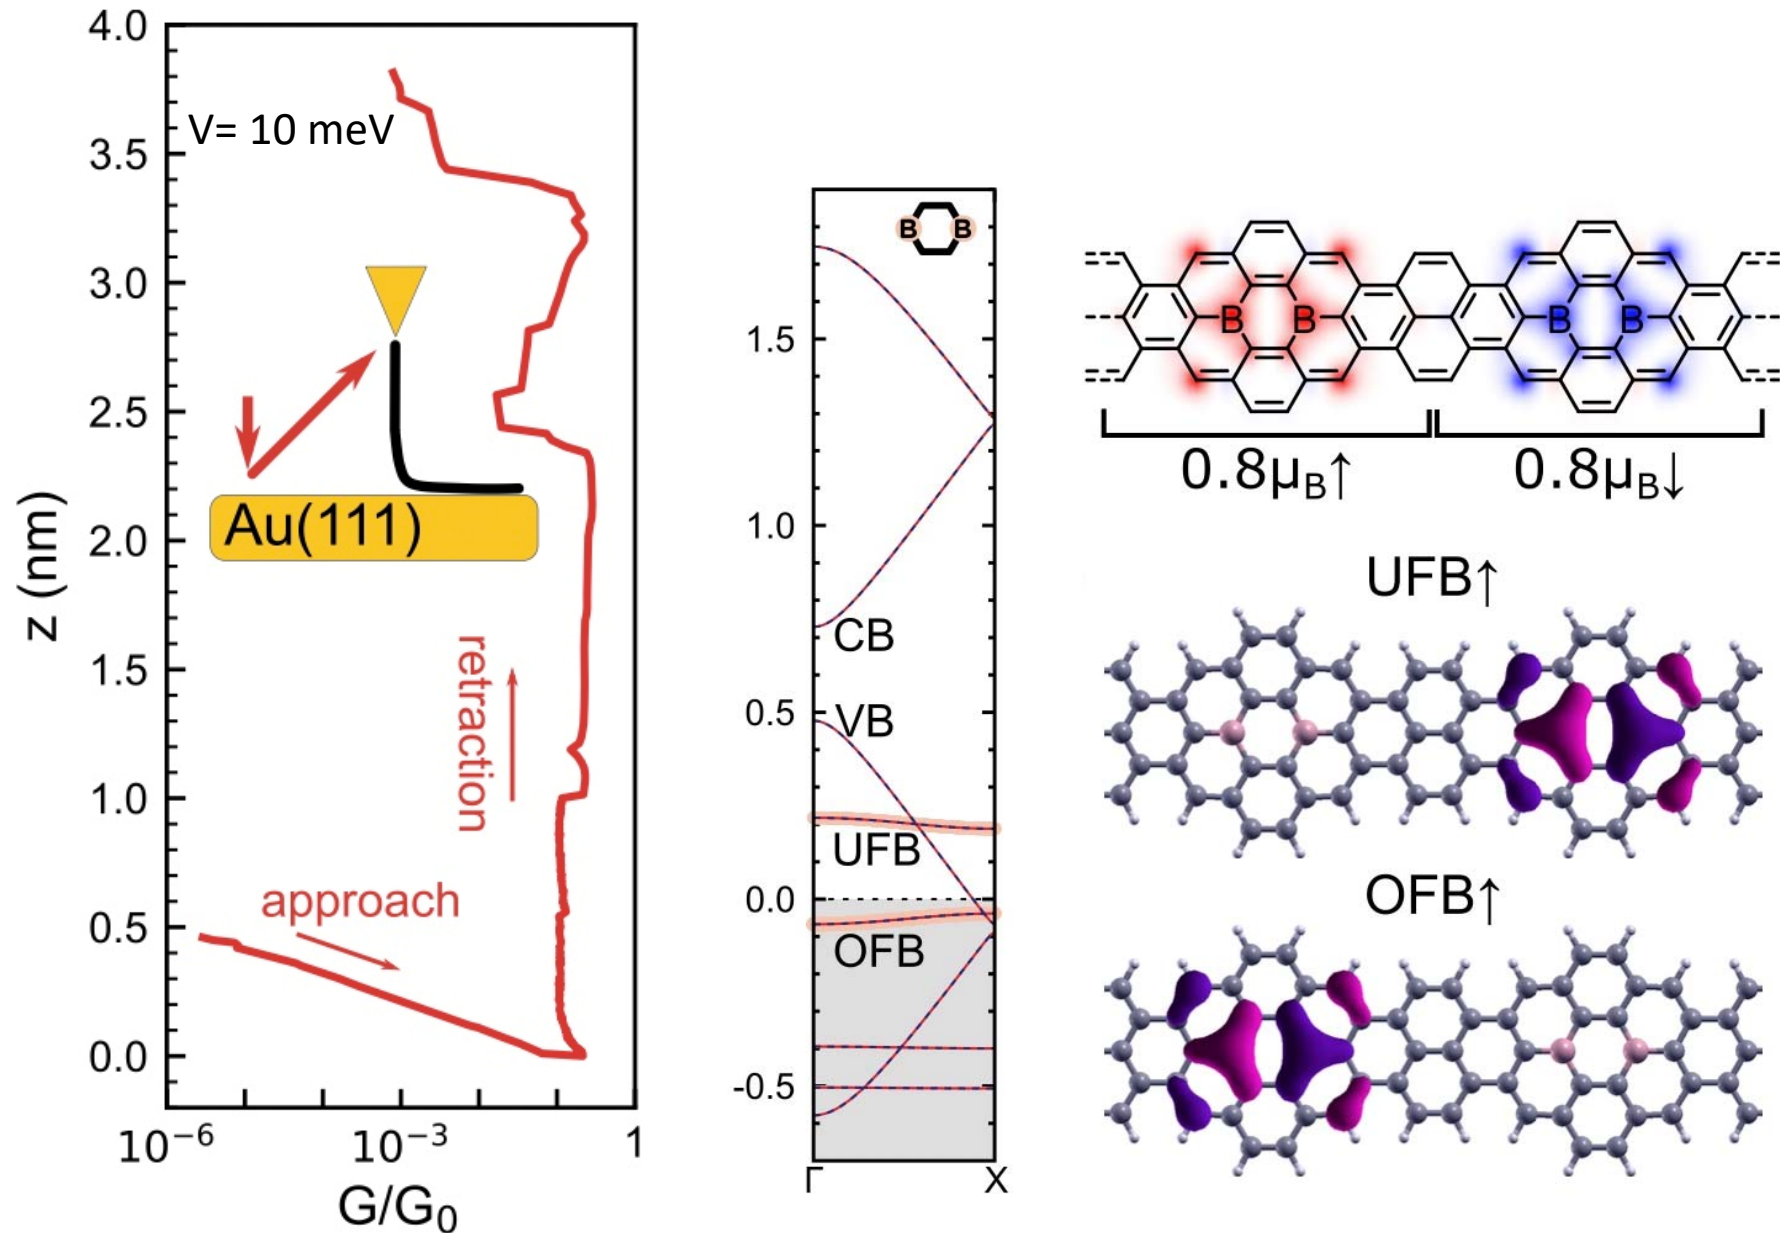 4.0
3.5
3.0
2.5
2.0
1.5
1.0
0.5
0.0
z (nm)
V= 10 meV
Au(111)
retraction
approach
10⁻⁶
10⁻³
1
G/G₀
B B
1.5
1.0
0.5
0.0
-0.5
CB
VB
UFB
OFB
Γ
X
B B B B
0.8μB↑ 0.8μB↓
UFB↑
OFB↑